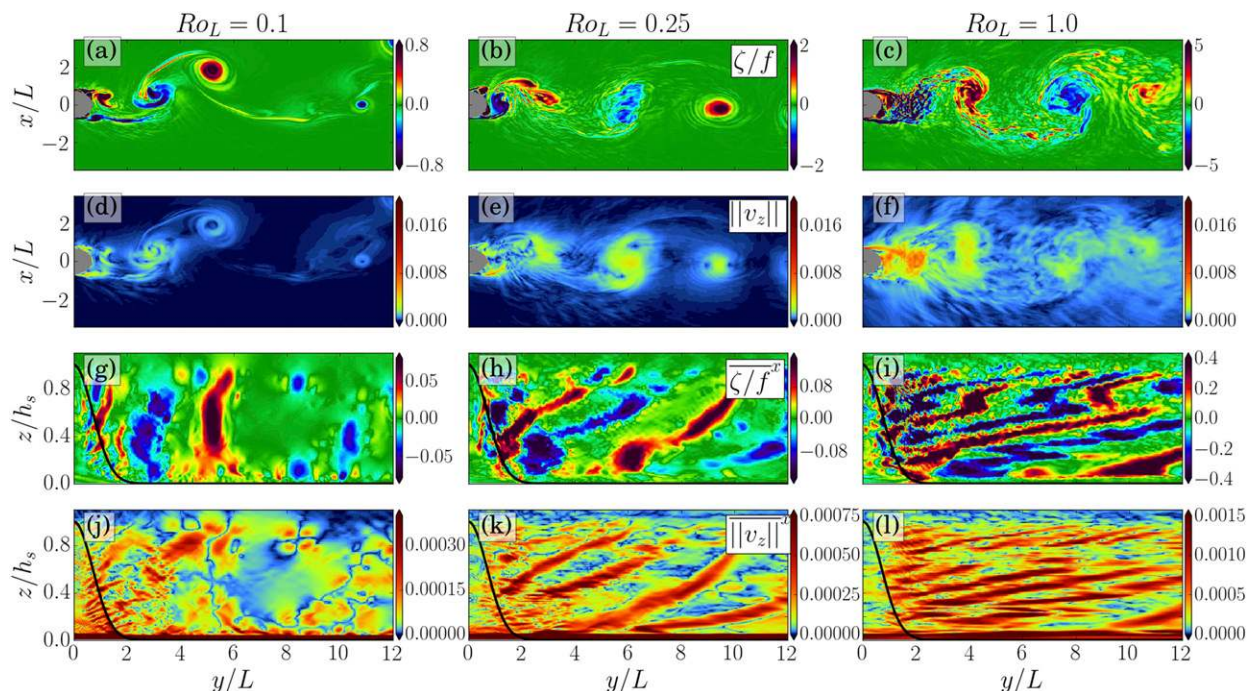 Ro_L = 0.1 Ro_L = 0.25 Ro_L = 1.0
(a) 0.8 (b) ζ/f 2 (c) 5
x/L 2 0 −2 0.0 0.0 0
−0.8 −2 −5
(d) 0.016 (e) ||v_z|| 0.016 (f) 0.016
x/L 2 0 −2 0.008 0.008 0.008
0.000 0.000 0.000
(g) 0.05 (h) \overline{ζ/f}^x 0.08 (i) 0.4
z/h_s 0.8 0.4 0.0 0.00 0.00 0.2 0.0 −0.2
−0.05 −0.08 −0.4
(j) 0.00030 (k) \overline{||v_z||}^x 0.00075 (l) 0.0015
z/h_s 0.8 0.4 0.0 0.00015 0.00050 0.00025 0.0010 0.0005
0.00000 0.00000 0.0000
0 2 4 6 8 10 12 0 2 4 6 8 10 12 0 2 4 6 8 10 12
y/L y/L y/L